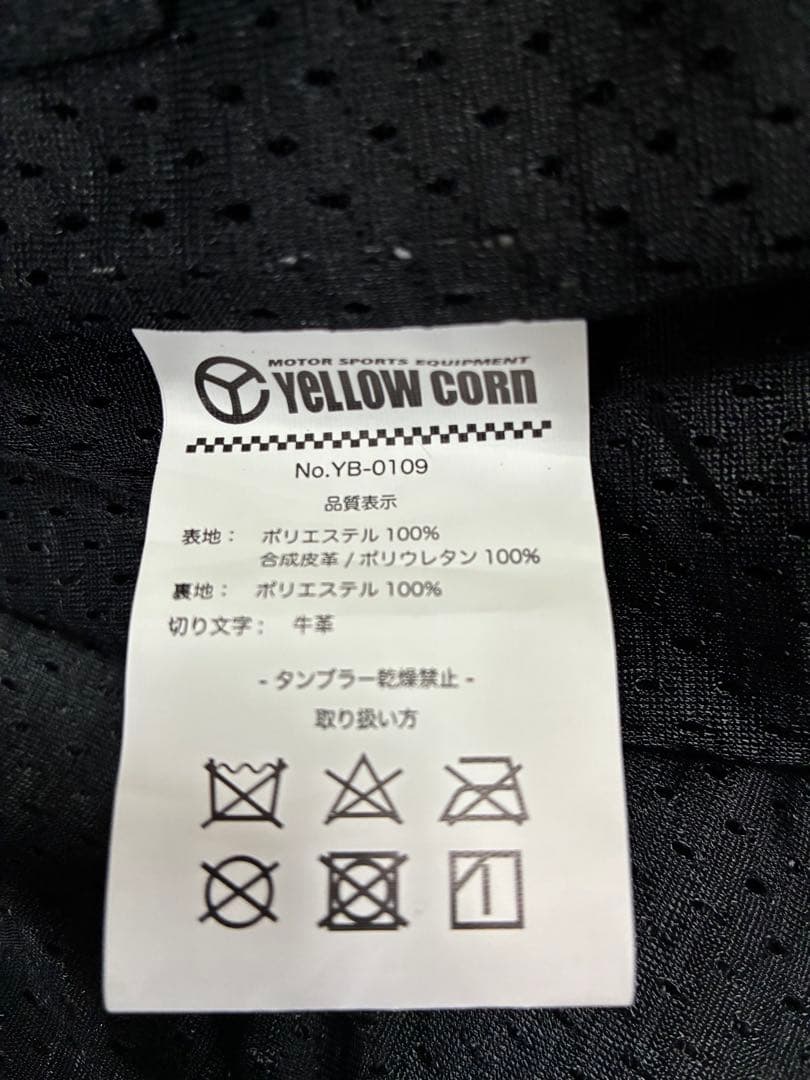 MOTOR SPORTS EQUIPMENT
YeLLOW CORn
No.YB-0109
品質表示
表地： ポリエステル 100%
合成皮革 / ポリウレタン 100%
裏地： ポリエステル 100%
切り文字： 牛革
- タンブラー乾燥禁止 -
取り扱い方